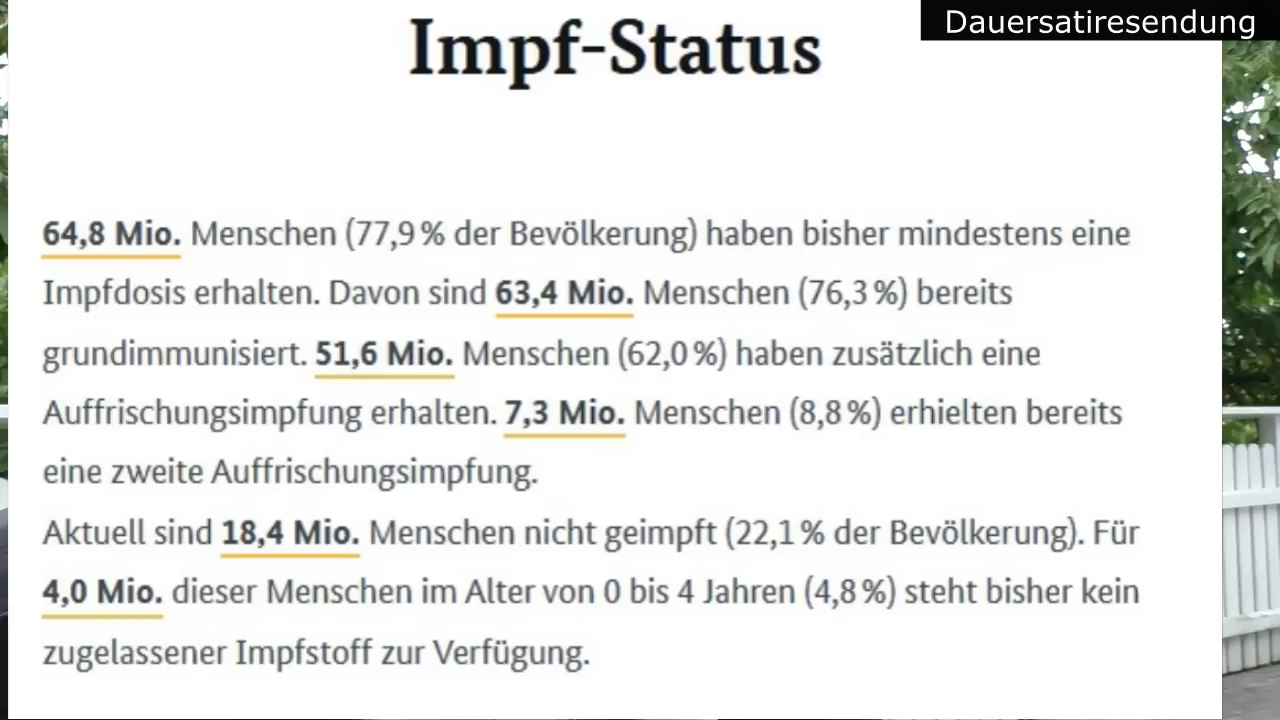 Dauersatiresendung
Impf-Status
64,8 Mio. Menschen (77,9 % der Bevölkerung) haben bisher mindestens eine
Impfdosis erhalten. Davon sind 63,4 Mio. Menschen (76,3 %) bereits
grundimmunisiert. 51,6 Mio. Menschen (62,0 %) haben zusätzlich eine
Auffrischungsimpfung erhalten. 7,3 Mio. Menschen (8,8 %) erhielten bereits
eine zweite Auffrischungsimpfung.
Aktuell sind 18,4 Mio. Menschen nicht geimpft (22,1 % der Bevölkerung). Für
4,0 Mio. dieser Menschen im Alter von 0 bis 4 Jahren (4,8 %) steht bisher kein
zugelassener Impfstoff zur Verfügung.